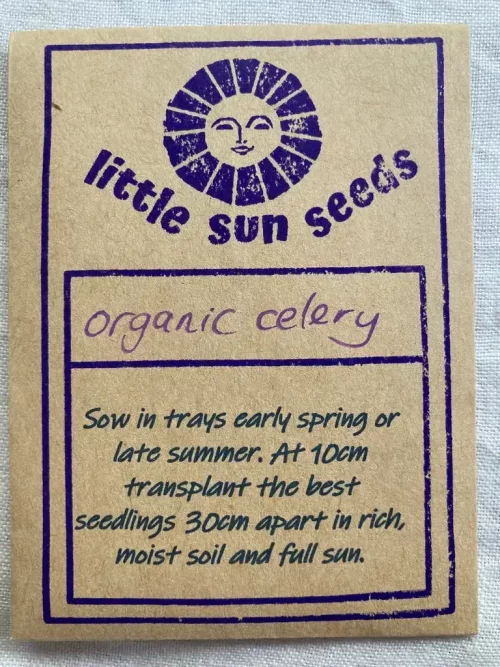 little sun seeds
organic celery
Sow in trays early spring or
late summer. At 10cm
transplant the best
seedlings 30cm apart in rich,
moist soil and full sun.